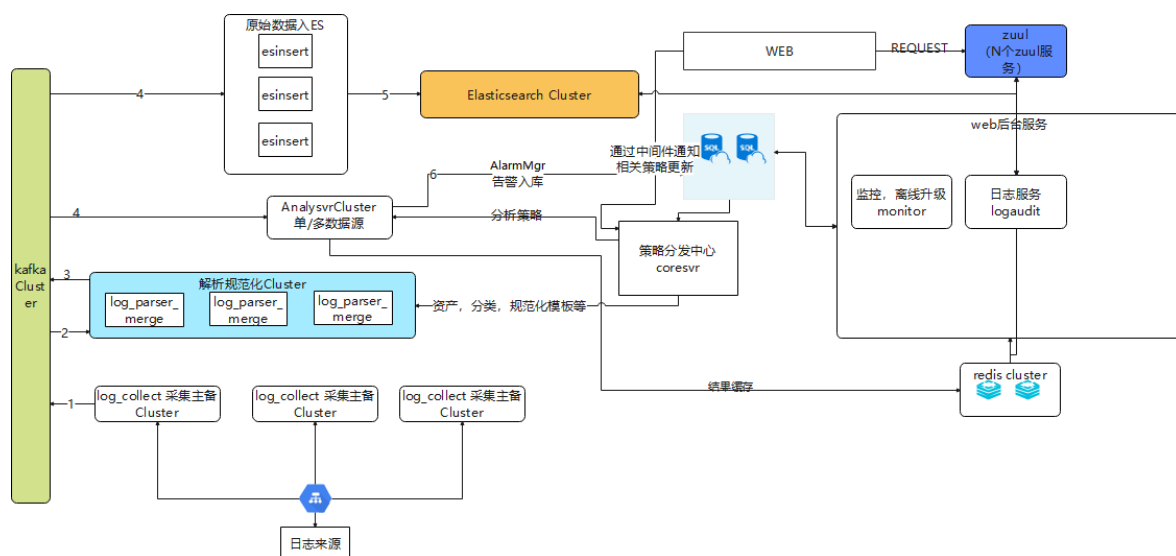 原始数据入ES
esinsert
esinsert
esinsert
4
5
Elasticsearch Cluster
WEB
REQUEST
zuul
（N个zuul服
务）
web后台服务
监控，离线升级
monitor
日志服务
logaudit
SQL
SQL
通过中间件通知
相关策略更新
6
AlarmMgr
告警入库
4
AnalysvrCluster
单/多数据源
分析策略
策略分发中心
coresvr
kafka
Clust
er
3
解析规范化Cluster
log_parser_
merge
log_parser_
merge
log_parser_
merge
2
资产，分类，规范化模板等
redis cluster
结果缓存
1
log_collect 采集主备
Cluster
log_collect 采集主备
Cluster
log_collect 采集主备
Cluster
日志来源